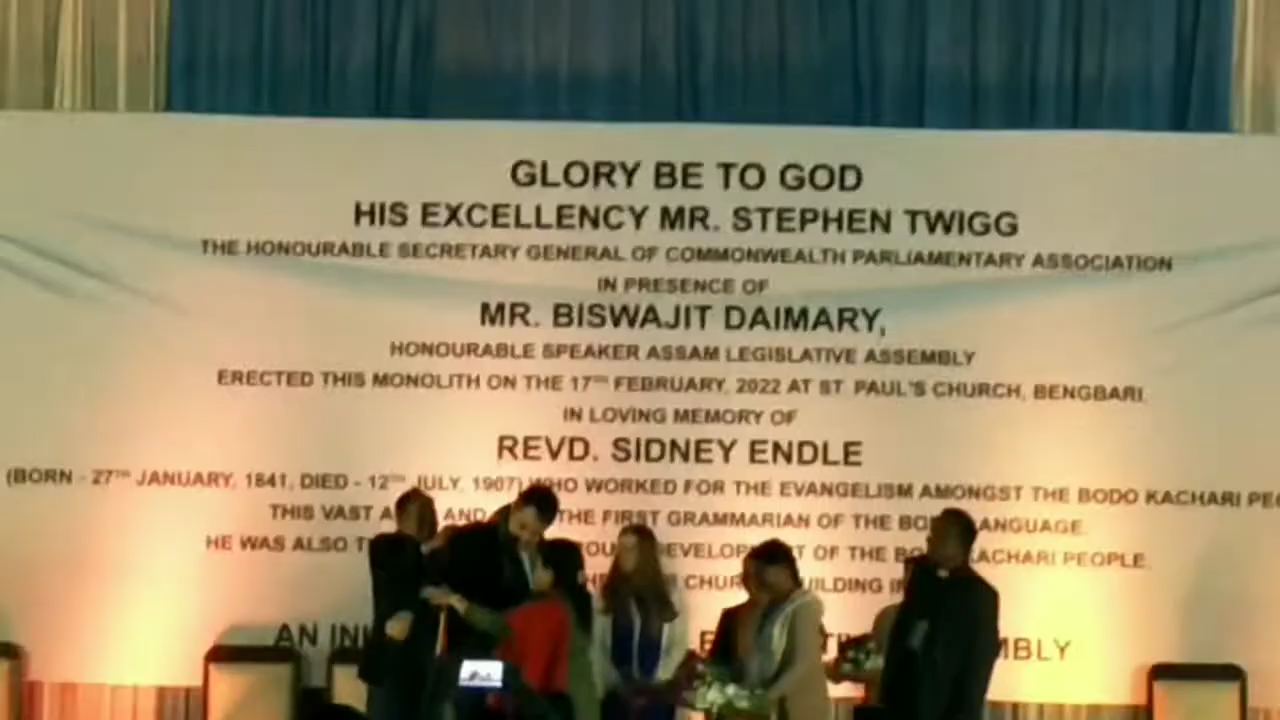 GLORY BE TO GOD
HIS EXCELLENCY MR. STEPHEN TWIGG
THE HONOURABLE SECRETARY GENERAL OF COMMONWEALTH PARLIAMENTARY ASSOCIATION
IN PRESENCE OF
MR. BISWAJIT DAIMARY,
HONOURABLE SPEAKER ASSAM LEGISLATIVE ASSEMBLY
ERECTED THIS MONOLITH ON THE 17TH FEBRUARY, 2022 AT ST. PAUL'S CHURCH, BENGBARI.
IN LOVING MEMORY OF
REVD. SIDNEY ENDLE
(BORN - 27TH JANUARY, 1841, DIED - 12TH JULY, 1907) WHO WORKED FOR THE EVANGELISM AMONGST THE BODO KACHARI
THIS VAST AND THE FIRST GRAMMARIAN OF THE
HE WAS ALSO OF THE KACHARI PEOPLE.
AN